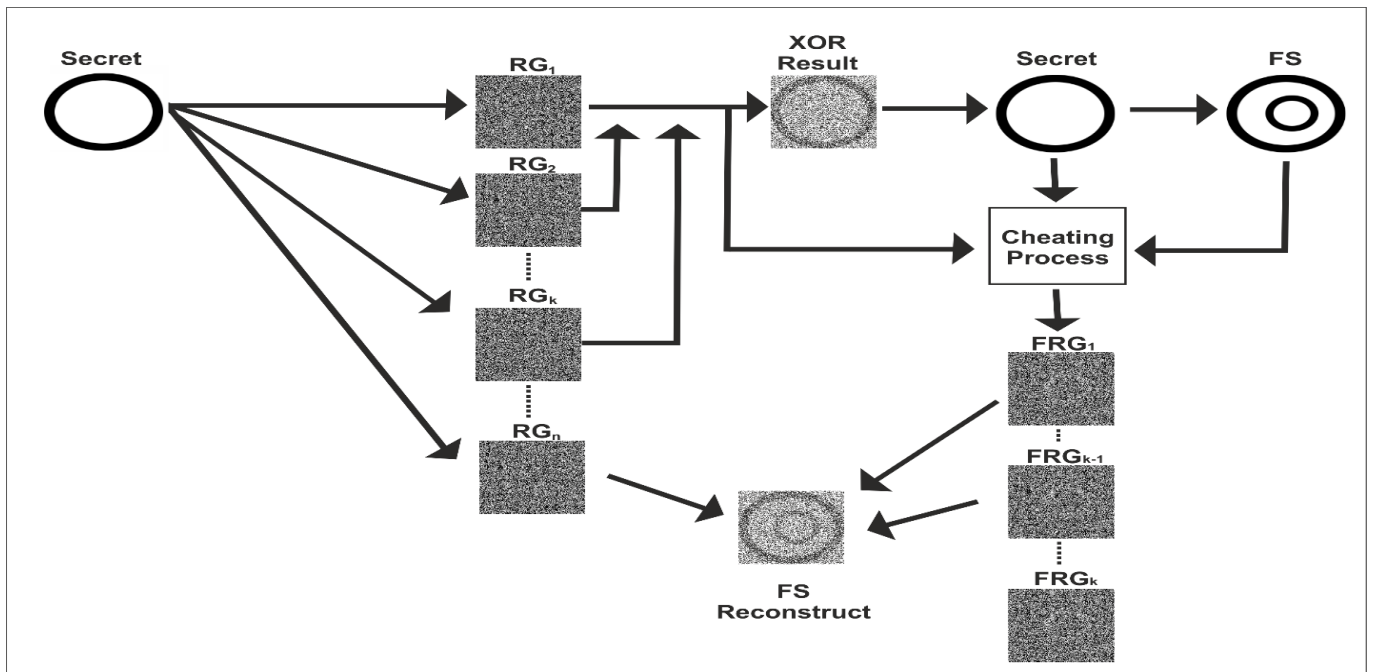 Secret
RG₁
RG₂
RGₖ
RGₙ
XOR
Result
Secret
FS
Cheating
Process
FRG₁
FRGₖ₋₁
FRGₖ
FS
Reconstruct